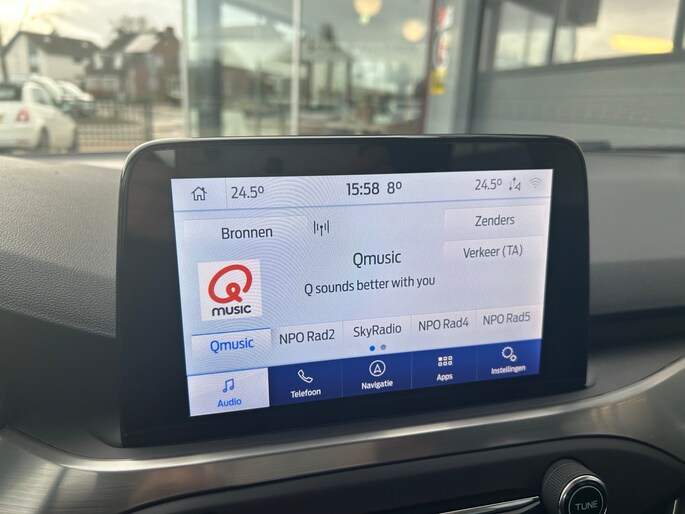 24.5° 15:58 8° 24.5°
Bronnen Zenders
Qmusic Verkeer (TA)
Q sounds better with you
music
Qmusic NPO Rad2 SkyRadio NPO Rad4 NPO Rad5
Audio Telefoon Navigatie Apps Instellingen
TUNE